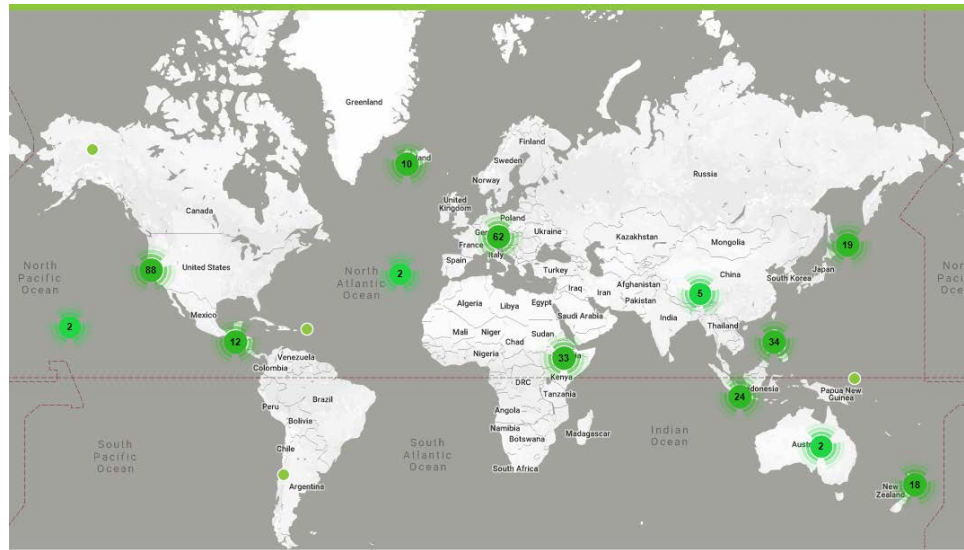 Greenland
Finland
Sweden
Norway
Russia
10
United
Kingdom
Poland
Canada
62
Ukraine
Kazakhstan
Mongolia
19
France
Italy
Spain
Turkey
88
United States
North
Pacific
Ocean
North
Atlantic
Ocean
2
Afghanistan
China
South Korea
Japan
Iraq
Iran
Pakistan
5
Algeria
Libya
Egypt
Saudi Arabia
India
Mexico
2
Mali
Niger
Chad
Sudan
Thailand
12
34
Nigeria
33
Venezuela
Colombia
Kenya
DRC
Tanzania
24
Papua New
Guinea
Peru
Brazil
Angola
Bolivia
Namibia
Botswana
Madagascar
Indian
Ocean
South
Pacific
Ocean
Chile
South
Atlantic
Ocean
2
South Africa
Argentina
New
Zealand
18